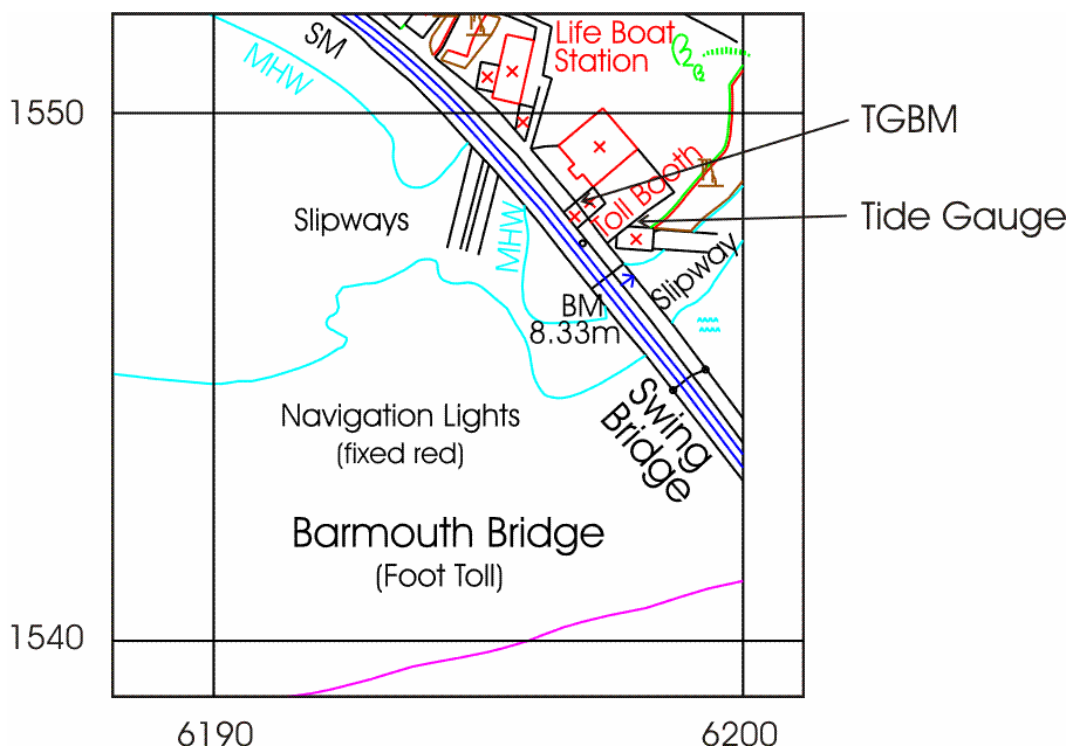 SM
Life Boat
Station
MHW
1550
TGBM
Toll Booth
Slipways
MHW
Tide Gauge
Slipway
BM
8.33m
Swing
Bridge
Navigation Lights
(fixed red)
Barmouth Bridge
(Foot Toll)
1540
6190
6200